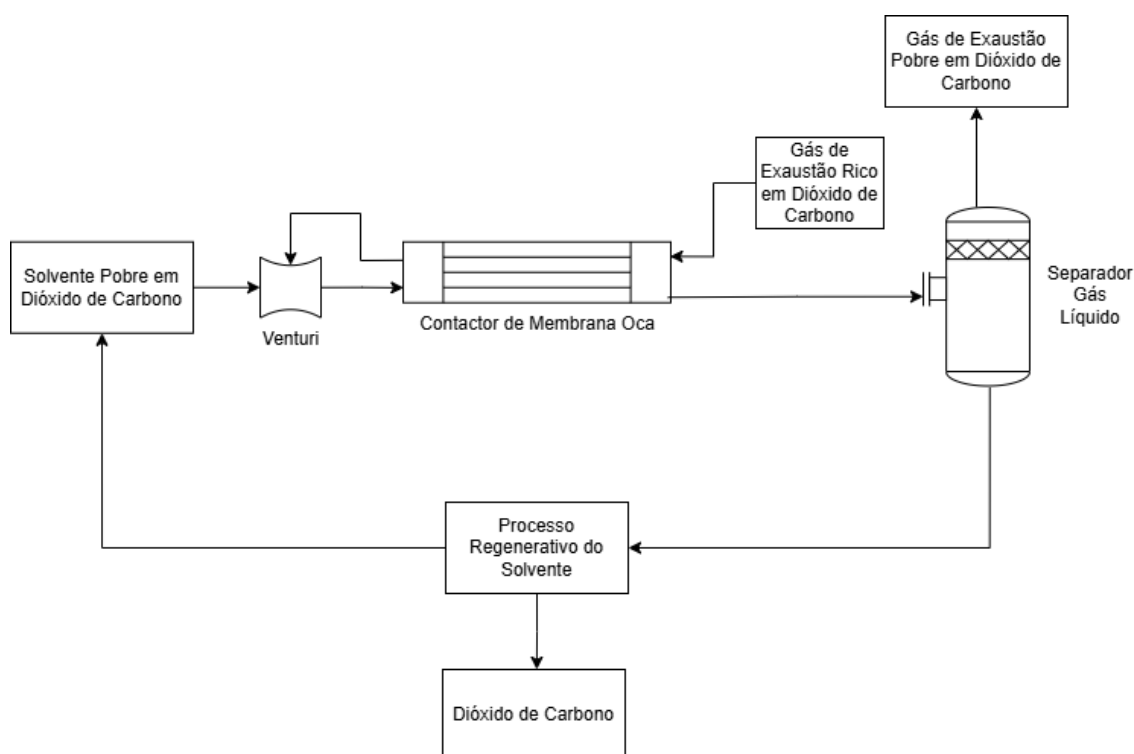 Gás de Exaustão
Pobre em Dióxido de
Carbono
Gás de
Exaustão Rico
em Dióxido de
Carbono
Solvente Pobre em
Dióxido de Carbono
Venturi
Contactor de Membrana Oca
Separador
Gás
Líquido
Processo
Regenerativo do
Solvente
Dióxido de Carbono